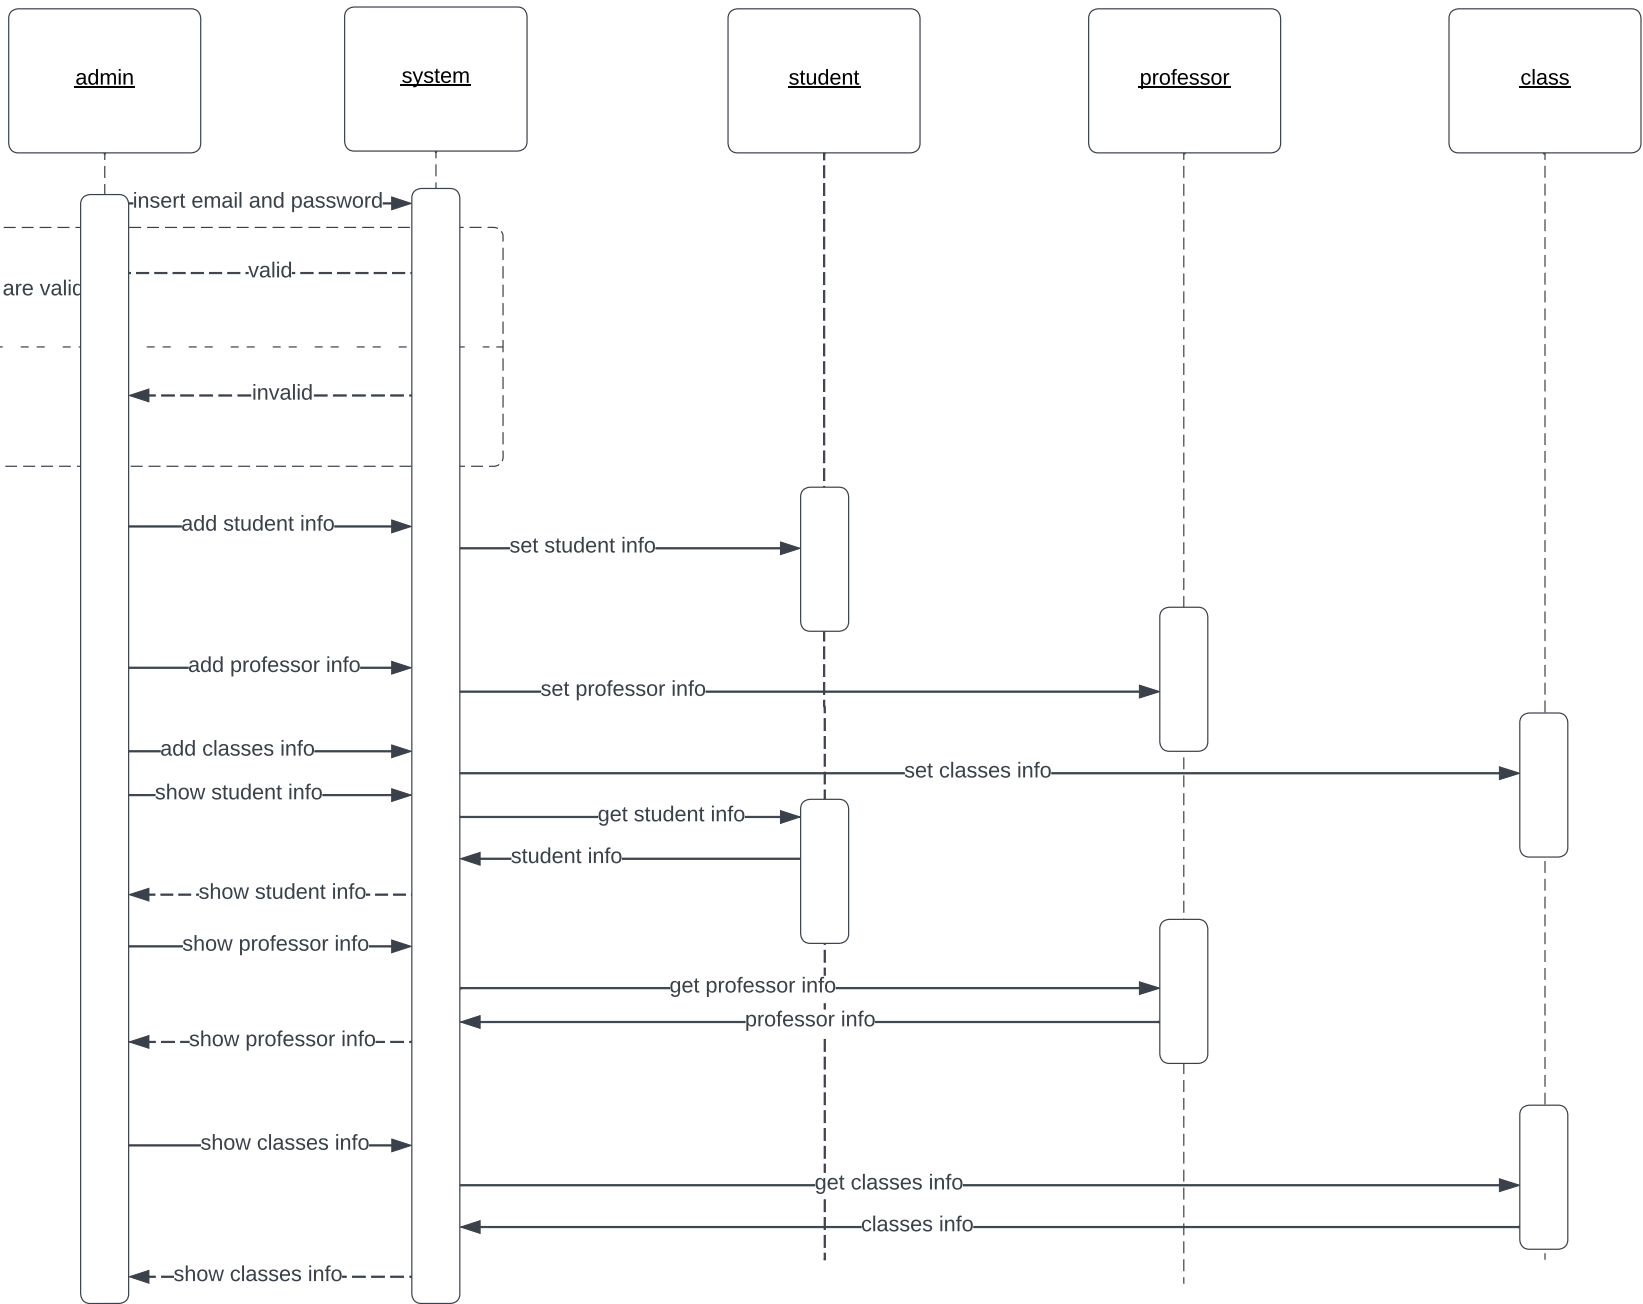 admin
system
student
professor
class
insert email and password
valid
are valid
invalid
add student info
set student info
add professor info
set professor info
add classes info
set classes info
show student info
get student info
student info
show student info
show professor info
get professor info
professor info
show professor info
show classes info
get classes info
classes info
show classes info